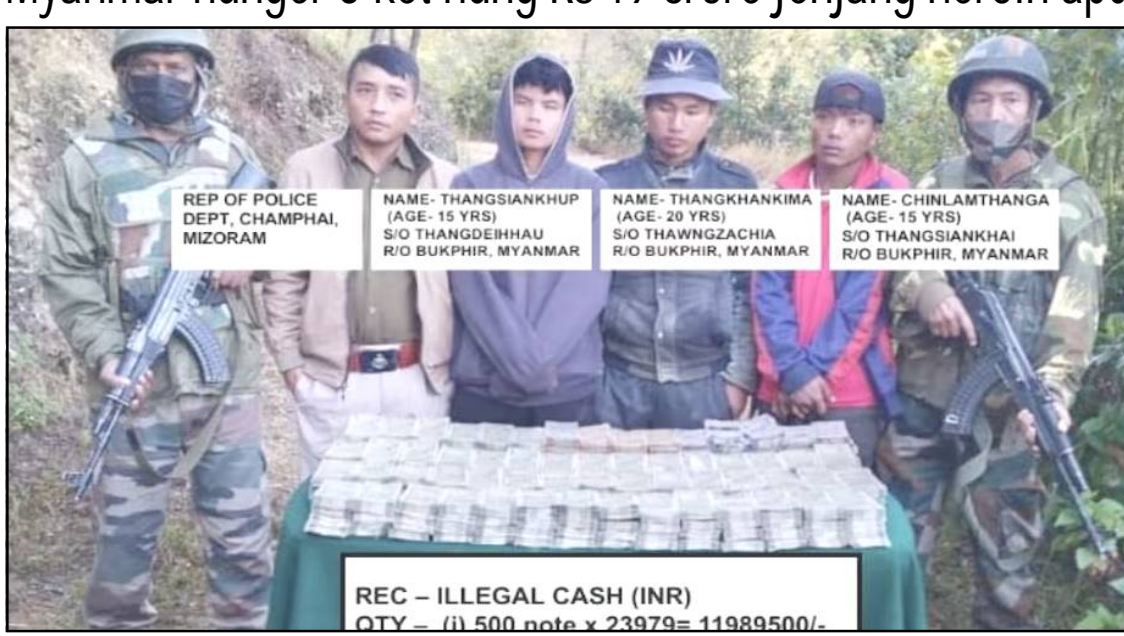 REP OF POLICE
DEPT, CHAMPHAI,
MIZORAM
NAME- THANGSIANKHUP
(AGE- 15 YRS)
S/O THANGDEIHHAU
R/O BUKPHIR, MYANMAR
NAME- THANGKHANKIMA
(AGE- 20 YRS)
S/O THAWNGZACHIA
R/O BUKPHIR, MYANMAR
NAME- CHINLAMTHANGA
(AGE- 15 YRS)
S/O THANGSIANKHAI
R/O BUKPHIR, MYANMAR
REC – ILLEGAL CASH (INR)
QTY – (i) 500 note x 23979= 11989500/-